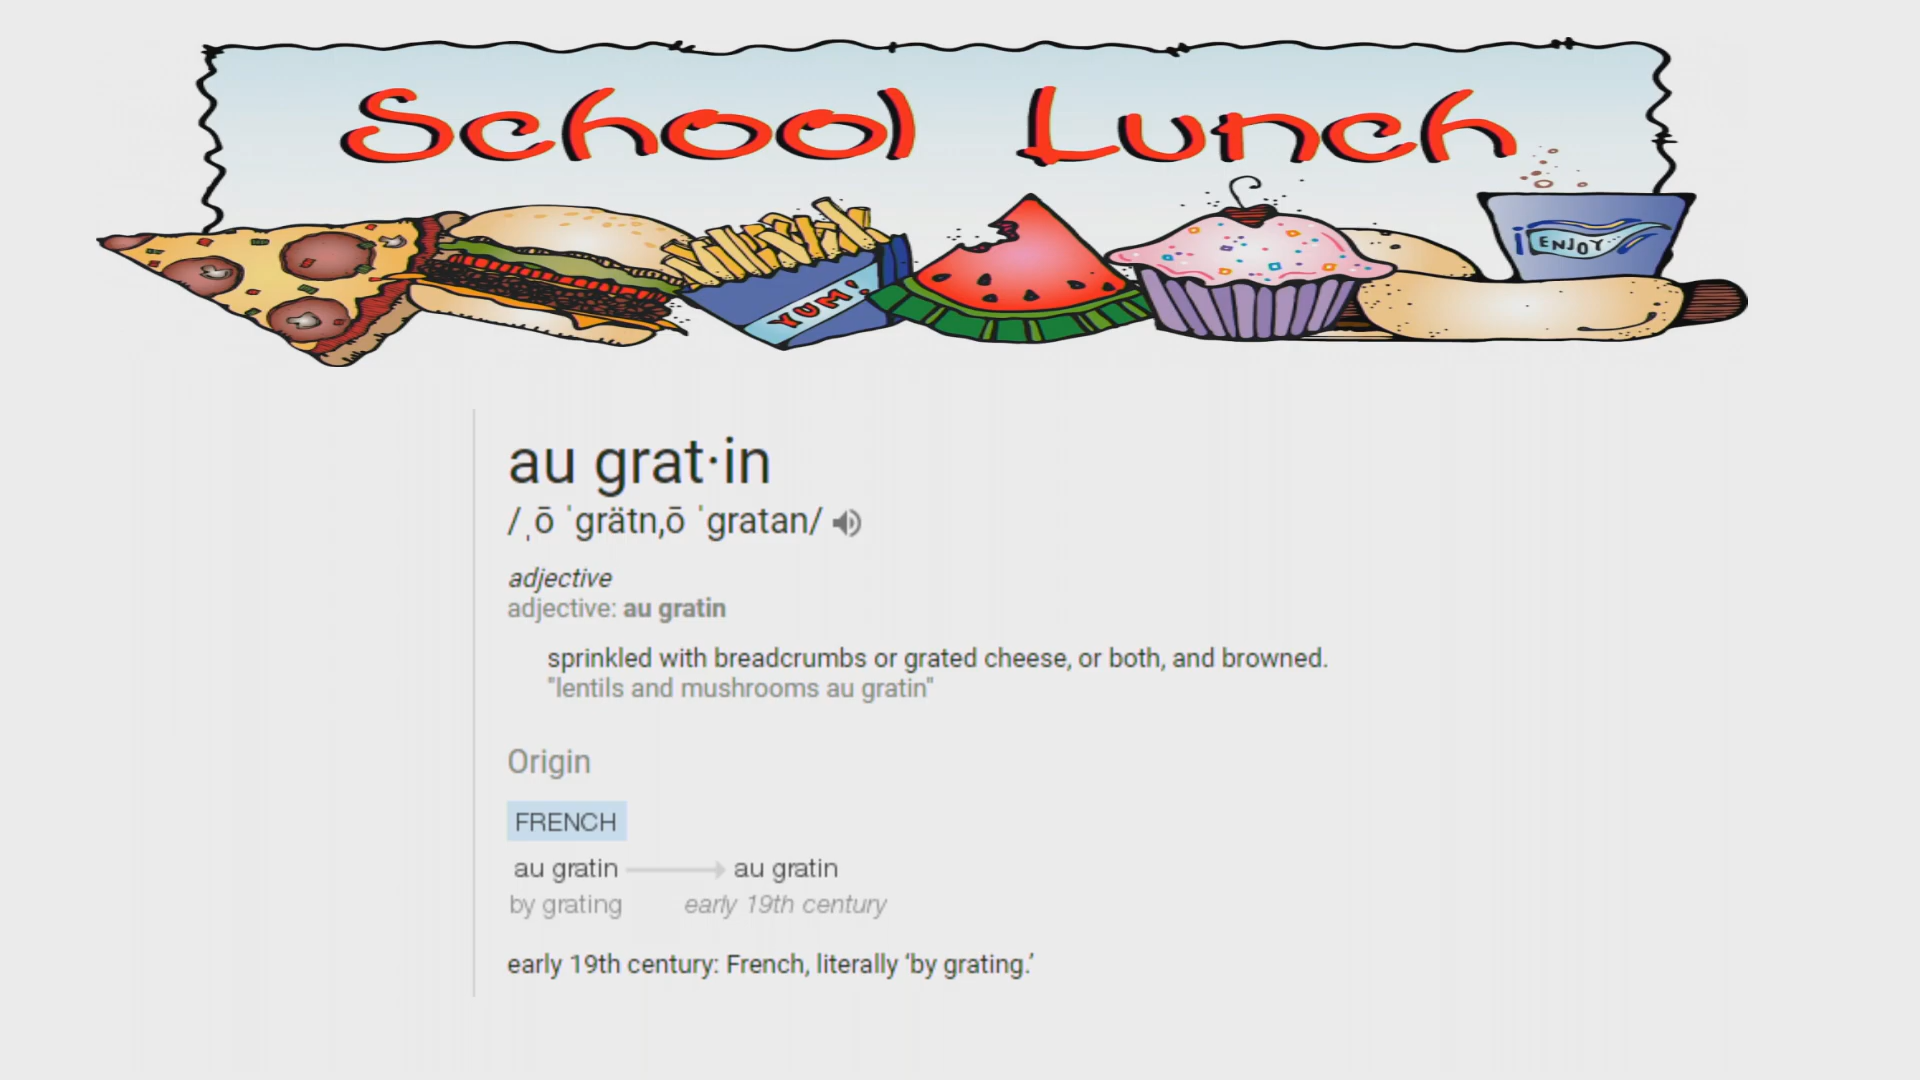 School Lunch
YUM!
ENJOY
au grat·in
/ˌō ˈgrätn,ō ˈgratan/
adjective
adjective: au gratin
sprinkled with breadcrumbs or grated cheese, or both, and browned.
"lentils and mushrooms au gratin"
Origin
FRENCH
au gratin au gratin
by grating early 19th century
early 19th century: French, literally ‘by grating.’